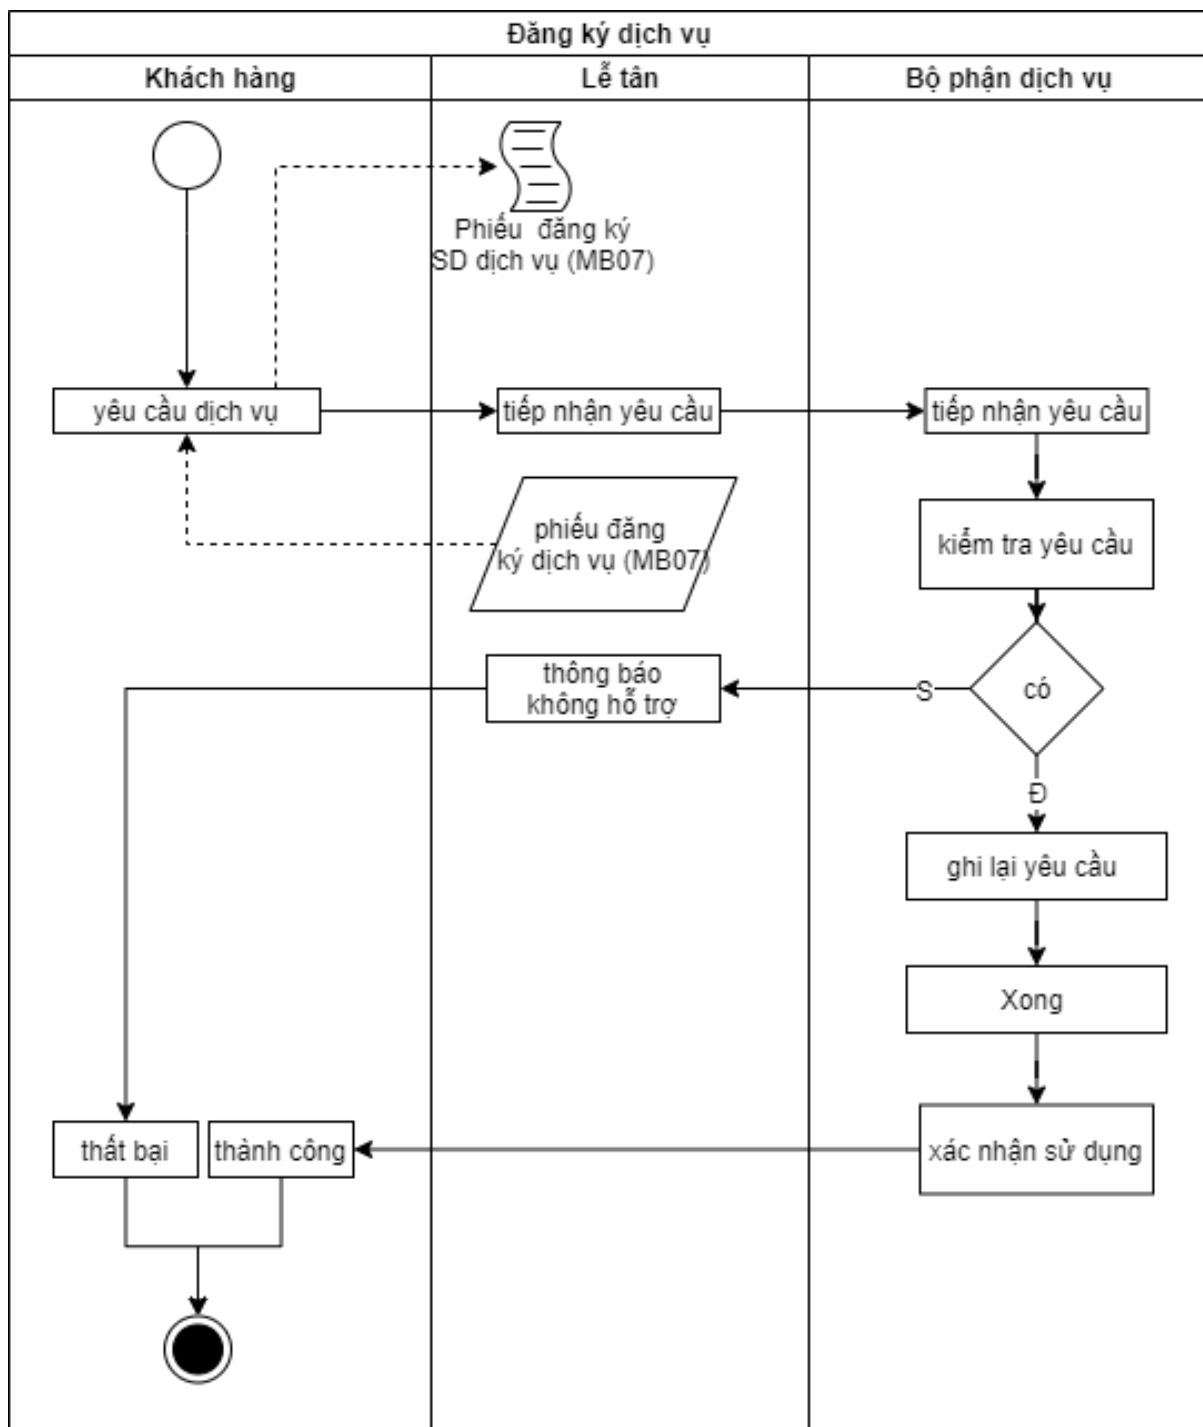 Đăng ký dịch vụ
Khách hàng
Lễ tân
Bộ phận dịch vụ
Phiếu đăng ký
SD dịch vụ (MB07)
yêu cầu dịch vụ
tiếp nhận yêu cầu
tiếp nhận yêu cầu
phiếu đăng
ký dịch vụ (MB07)
kiểm tra yêu cầu
thông báo
không hỗ trợ
S
có
Đ
ghi lại yêu cầu
Xong
thất bại
thành công
xác nhận sử dụng